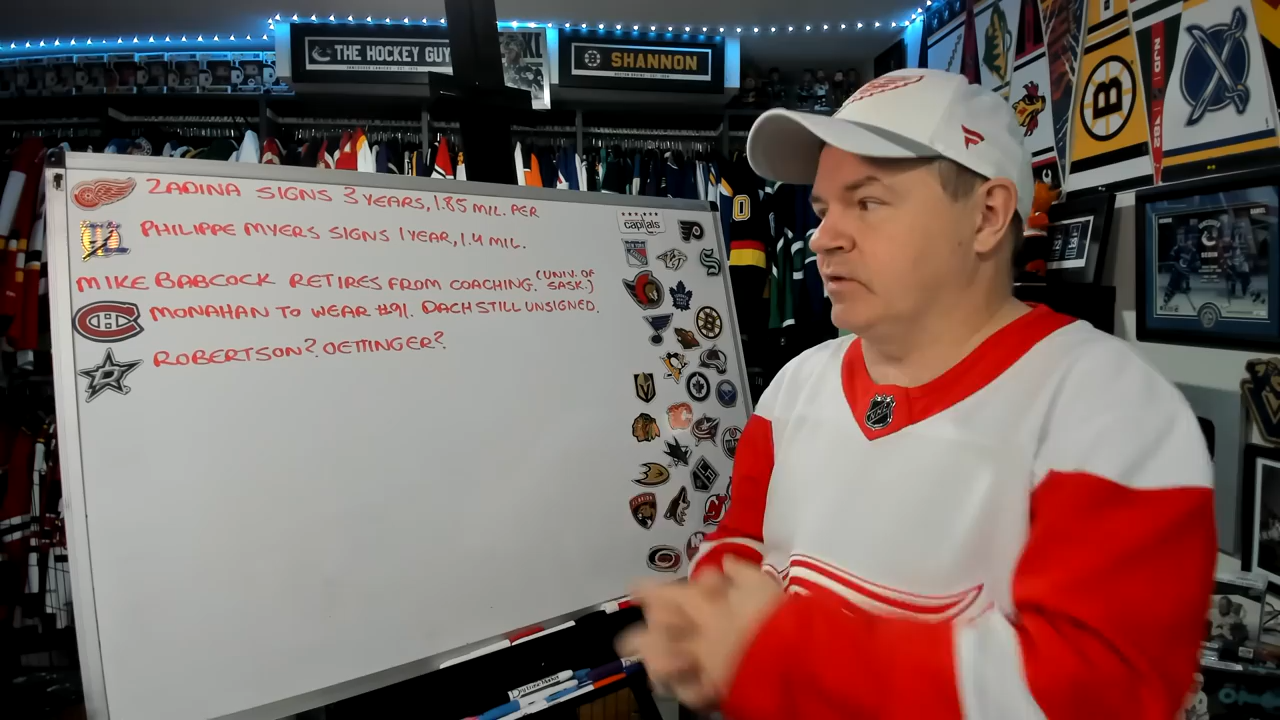 THE HOCKEY GUY
SHANNON
ZADINA SIGNS 3 YEARS, 1.85 MIL. PER
PHILIPPE MYERS SIGNS 1 YEAR, 1.4 MIL.
MIKE BABCOCK RETIRES FROM COACHING. (UNIV. OF SASK.)
MONAHAN TO WEAR #91. DACH STILL UNSIGNED.
ROBERTSON? OETTINGER?
capitals
NHL
NJD